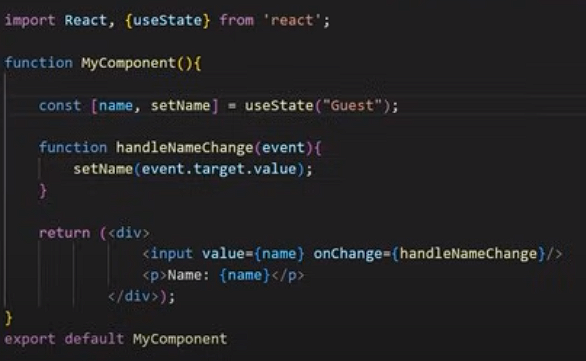 import React, {useState} from 'react';
function MyComponent(){
const [name, setName] = useState("Guest");
function handleNameChange(event){
setName(event.target.value);
}
return (<div>
<input value={name} onChange={handleNameChange}/>
<p>Name: {name}</p>
</div>);
}
export default MyComponent